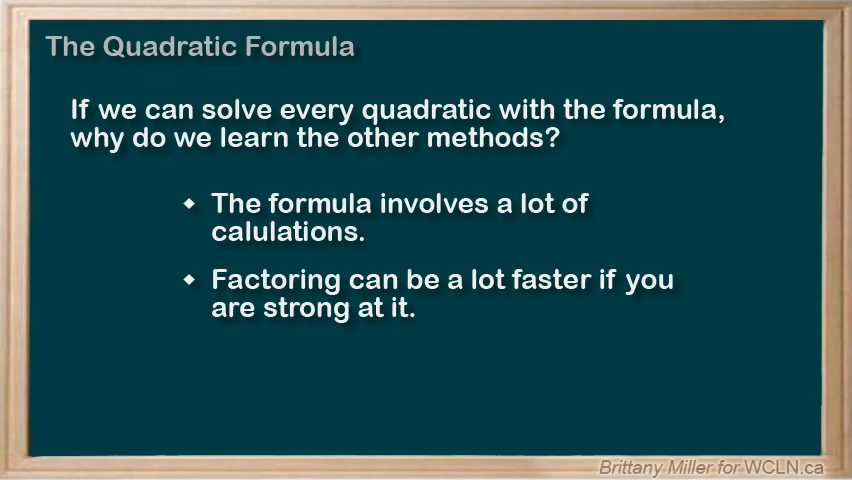 The Quadratic Formula
If we can solve every quadratic with the formula,
why do we learn the other methods?
◆ The formula involves a lot of
calulations.
◆ Factoring can be a lot faster if you
are strong at it.
Brittany Miller for WCLN.ca